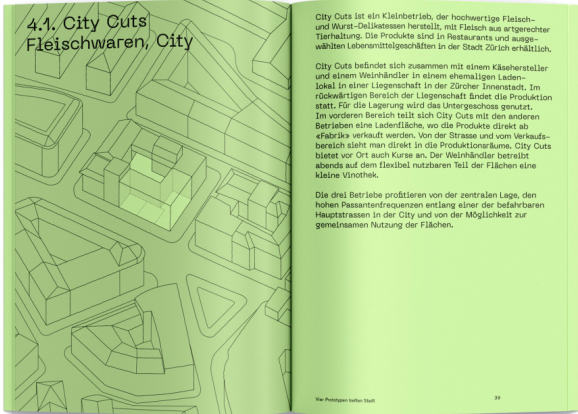 4.1. City Cuts
Fleischwaren, City
City Cuts ist ein Kleinbetrieb, der hochwertige Fleisch-
und Wurst-Delikatessen herstellt, mit Fleisch aus artgerechter
Tierhaltung. Die Produkte sind in Restaurants und ausge-
wählten Lebensmittelgeschäften in der Stadt Zürich erhältlich.
City Cuts befindet sich zusammen mit einem Käsehersteller
und einem Weinhändler in einem ehemaligen Laden-
lokal in einer Liegenschaft in der Zürcher Innenstadt. Im
rückwärtigen Bereich der Liegenschaft findet die Produktion
statt. Für die Lagerung wird das Untergeschoss genutzt.
Im vorderen Bereich teilt sich City Cuts mit den anderen
Betrieben eine Ladenfläche, wo die Produkte direkt ab
«Fabrik» verkauft werden. Von der Strasse und vom Verkaufs-
bereich sieht man direkt in die Produktionsräume. City Cuts
bietet vor Ort auch Kurse an. Der Weinhändler betreibt
abends auf dem flexibel nutzbaren Teil der Flächen eine
kleine Vinothek.
Die drei Betriebe profitieren von der zentralen Lage, den
hohen Passantenfrequenzen entlang einer der befahrbaren
Hauptstrassen in der City und von der Möglichkeit zur
gemeinsamen Nutzung der Flächen.
Vier Prototypen treffen Stadt
39